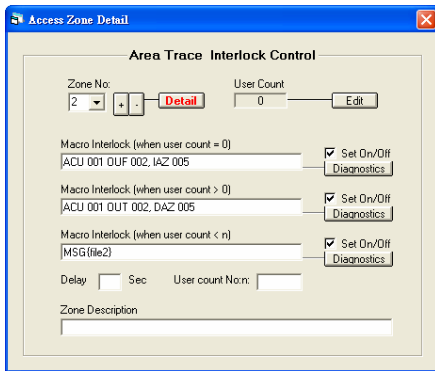 Access Zone Detail
Area Trace Interlock Control
Zone No: User Count
2 + - Detail 0 Edit
Macro Interlock (when user count = 0)
Set On/Off
ACU 001 OUF 002, IAZ 005
Diagnostics
Macro Interlock (when user count > 0)
Set On/Off
ACU 001 OUT 002, DAZ 005
Diagnostics
Macro Interlock (when user count < n)
Set On/Off
MSG{file2}
Diagnostics
Delay Sec User count No:n:
Zone Description